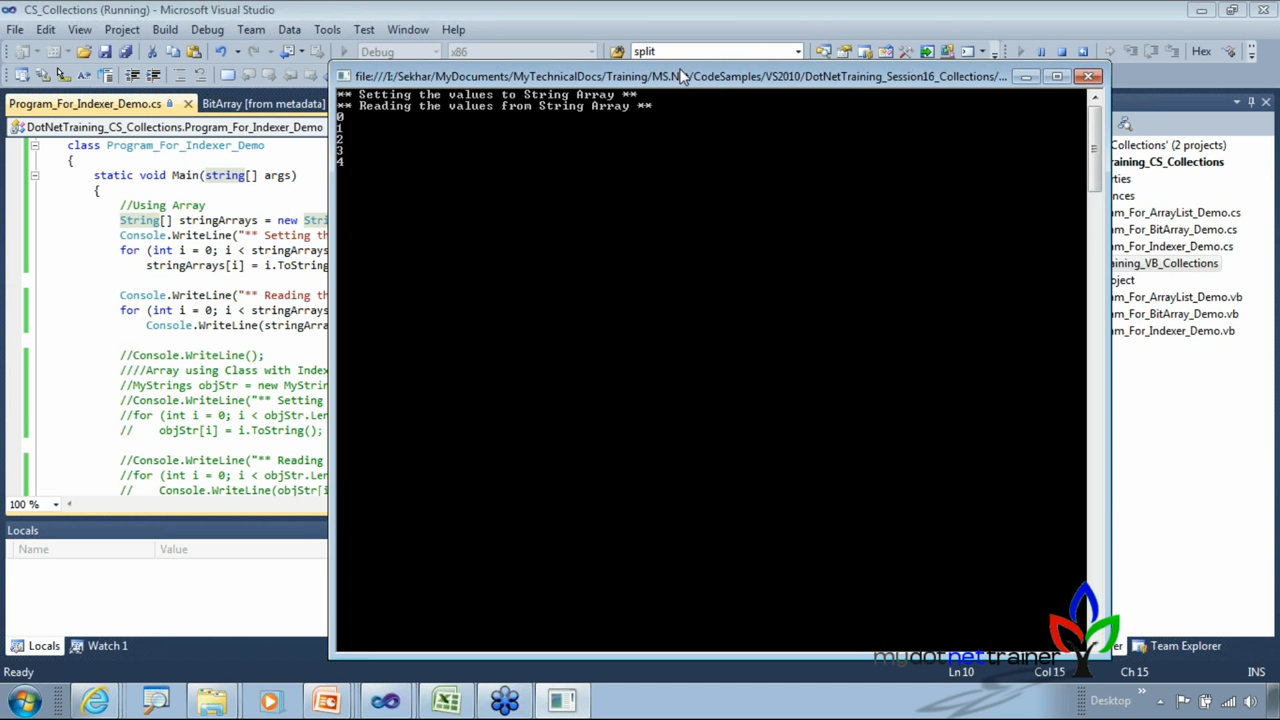 CS_Collections (Running) - Microsoft Visual Studio
File Edit View Project Build Debug Team Data Tools Test Window Help
Debug x86 split Hex
file:///I:/Sekhar/MyDocuments/MyTechnicalDocs/Training/MS.N /CodeSamples/VS2010/DotNetTraining_Session16_Collections/...
Program_For_Indexer_Demo.cs BitArray [from metadata]
DotNetTraining_CS_Collections.Program_For_Indexer_Demo
class Program_For_Indexer_Demo
{
static void Main(string[] args)
{
//Using Array
String[] stringArrays = new Stri
Console.WriteLine("** Setting th
for (int i = 0; i < stringArrays
stringArrays[i] = i.ToString
Console.WriteLine("** Reading th
for (int i = 0; i < stringArrays
Console.WriteLine(stringArra
//Console.WriteLine();
////Array using Class with Index
//MyStrings objStr = new MyStrin
//Console.WriteLine("** Setting
//for (int i = 0; i < objStr.Len
// objStr[i] = i.ToString();
//Console.WriteLine("** Reading
//for (int i = 0; i < objStr.Len
// Console.WriteLine(objStr[i
100 %
** Setting the values to String Array **
** Reading the values from String Array **
0
1
2
3
4
Collections' (2 projects)
raining_CS_Collections
rties
ences
am_For_ArrayList_Demo.cs
am_For_BitArray_Demo.cs
am_For_Indexer_Demo.cs
aining_VB_Collections
oject
am_For_ArrayList_Demo.vb
am_For_BitArray_Demo.vb
am_For_Indexer_Demo.vb
Locals
Name Value
Locals Watch 1
er Team Explorer
mydotnettrainer
Ready Ln 10 Col 15 Ch 15 INS
Desktop